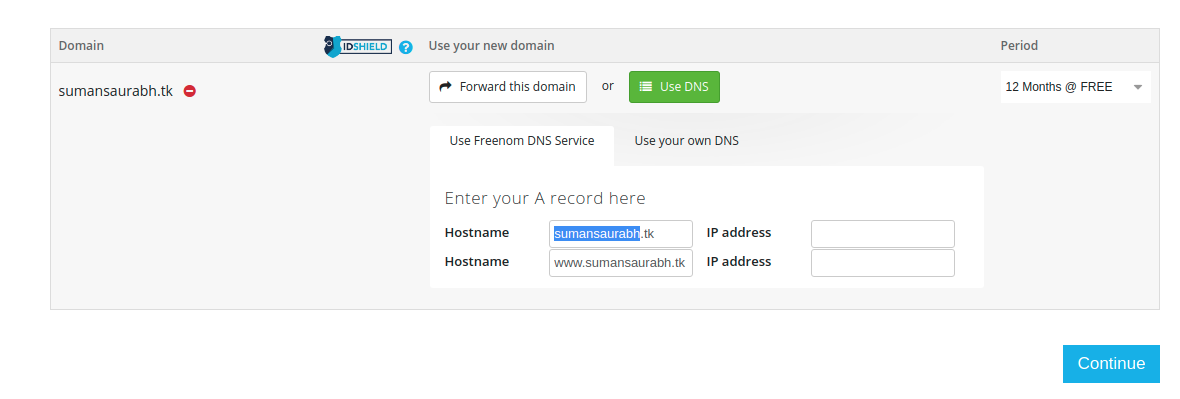 Domain IDSHIELD ? Use your new domain Period
sumansaurabh.tk Forward this domain or Use DNS 12 Months @ FREE
Use Freenom DNS Service Use your own DNS
Enter your A record here
Hostname sumansaurabh.tk IP address
Hostname www.sumansaurabh.tk IP address
Continue